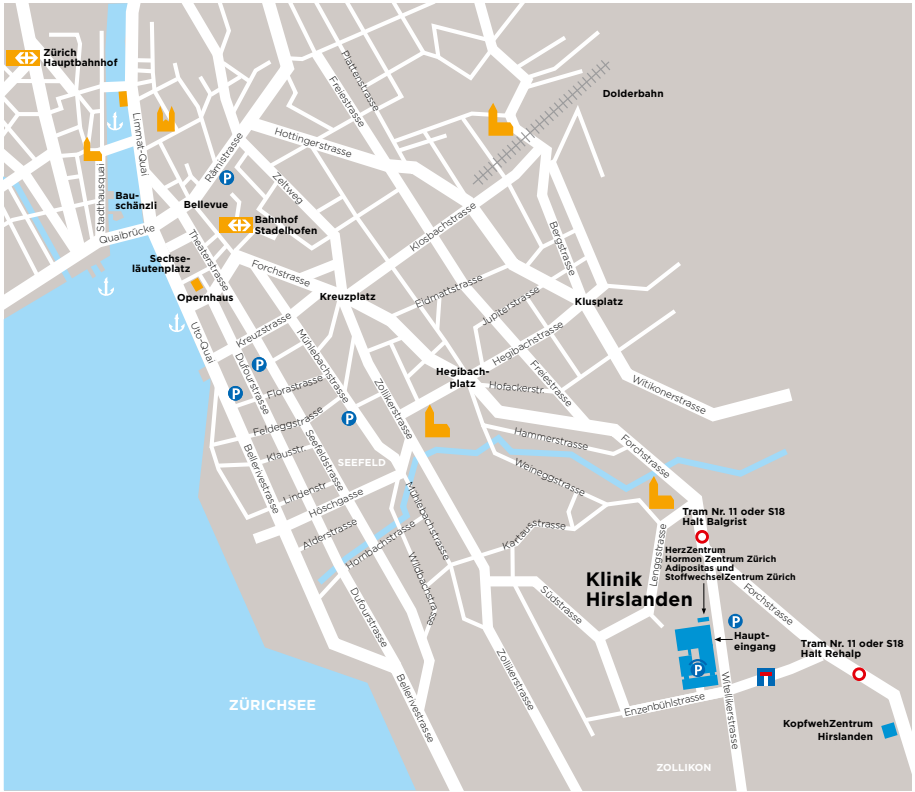 Zürich
Hauptbahnhof
Plattenstrasse
Freiestrasse
Dolderbahn
Limmat-Quai
Hottingerstrasse
Rämistrasse
P
Zeltweg
Stadthausquai
Bau-
schänzli
Bellevue
Bahnhof
Stadelhofen
Klosbachstrasse
Bergstrasse
Quaibrücke
Theaterstrasse
Sechse-
läutenplatz
Forchstrasse
Opernhaus
Kreuzplatz
Eidmattstrasse
Jupiterstrasse
Klusplatz
Uto-Quai
Kreuzstrasse
Mühlebachstrasse
Hegibachstrasse
Dufourstrasse
P
Hegibach-
platz
Freiestrasse
Florastrasse
P
Zollikerstrasse
Hofackerstr.
Witikonerstrasse
Feldeggstrasse
P
Seefeldstrasse
Hammerstrasse
Forchstrasse
Klausstr.
SEEFELD
Weineggstrasse
Bellerivestrasse
Lindenstr.
Höschgasse
Mühlebachstrasse
Tram Nr. 11 oder S18
Halt Balgrist
Alderstrasse
Hornbachstrasse
Kartausstrasse
Lenggstrasse
HerzZentrum
Hormon Zentrum Zürich
Adipositas und
StoffwechselZentrum Zürich
Klinik
Hirslanden
Wildbachstrasse
Südstrasse
Forchstrasse
Dufourstrasse
P
Haupt-
eingang
Tram Nr. 11 oder S18
Halt Rehalp
P
Zollikerstrasse
Bellerivestrasse
Enzenbühlstrasse
Witellikerstrasse
ZÜRICHSEE
KopfwehZentrum
Hirslanden
ZOLLIKON